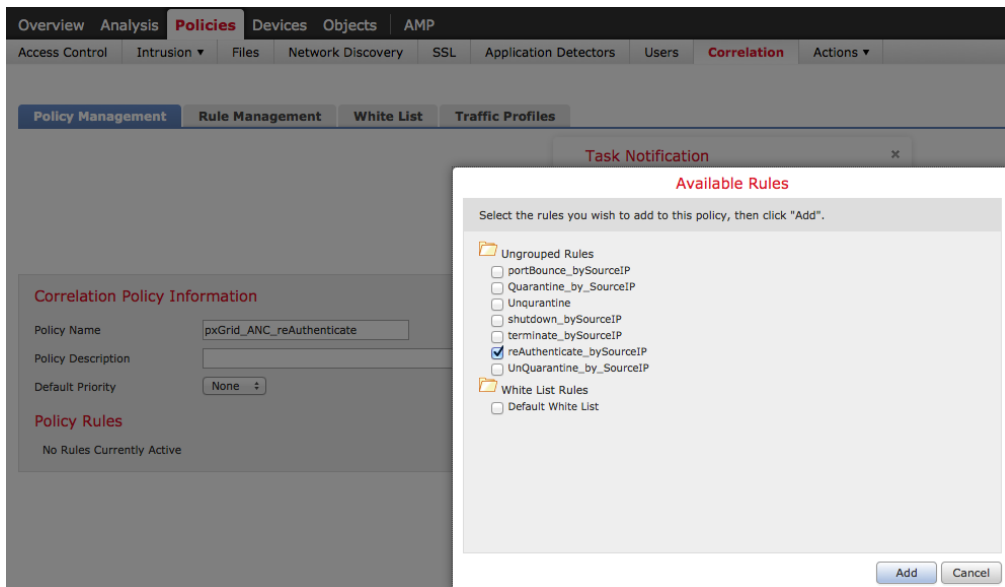 Overview Analysis Policies Devices Objects AMP
Access Control Intrusion ▾ Files Network Discovery SSL Application Detectors Users Correlation Actions ▾
Policy Management Rule Management White List Traffic Profiles
Task Notification ×
Available Rules
Select the rules you wish to add to this policy, then click "Add".
Ungrouped Rules
portBounce_bySourceIP
Quarantine_by_SourceIP
Unqurantine
shutdown_bySourceIP
terminate_bySourceIP
reAuthenticate_bySourceIP
UnQuarantine_by_SourceIP
White List Rules
Default White List
Correlation Policy Information
Policy Name pxGrid_ANC_reAuthenticate
Policy Description
Default Priority None
Policy Rules
No Rules Currently Active
Add Cancel